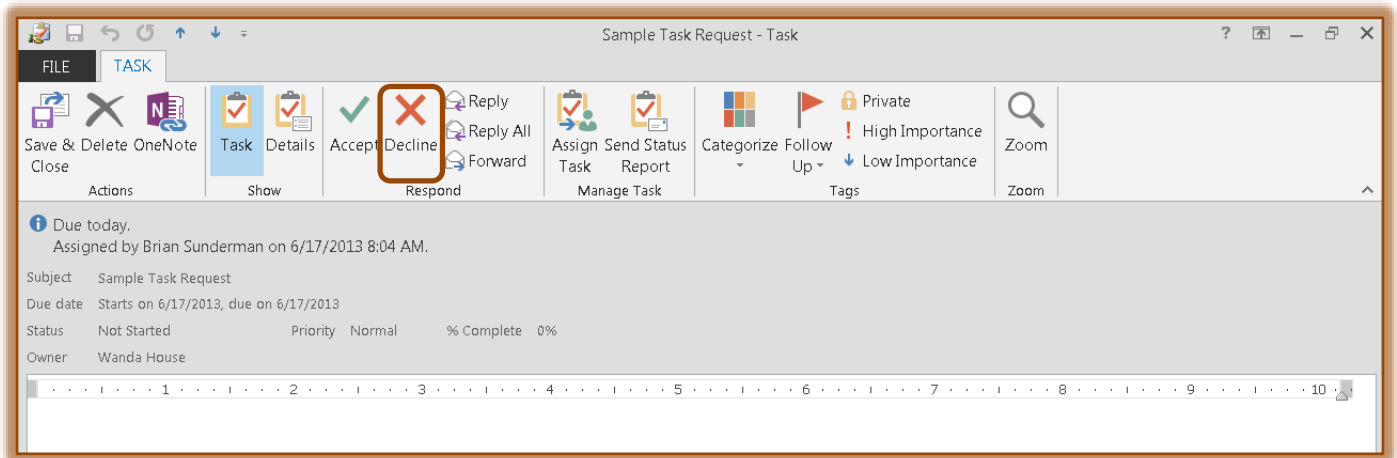 Sample Task Request - Task
?
FILE TASK
Save & Close
Delete
OneNote
Actions
Task
Details
Show
Accept
Decline
Reply
Reply All
Forward
Respond
Assign Task
Send Status Report
Manage Task
Categorize
Follow Up
Private
High Importance
Low Importance
Tags
Zoom
Zoom
Due today.
Assigned by Brian Sunderman on 6/17/2013 8:04 AM.
Subject Sample Task Request
Due date Starts on 6/17/2013, due on 6/17/2013
Status Not Started Priority Normal % Complete 0%
Owner Wanda House
1 2 3 4 5 6 7 8 9 10